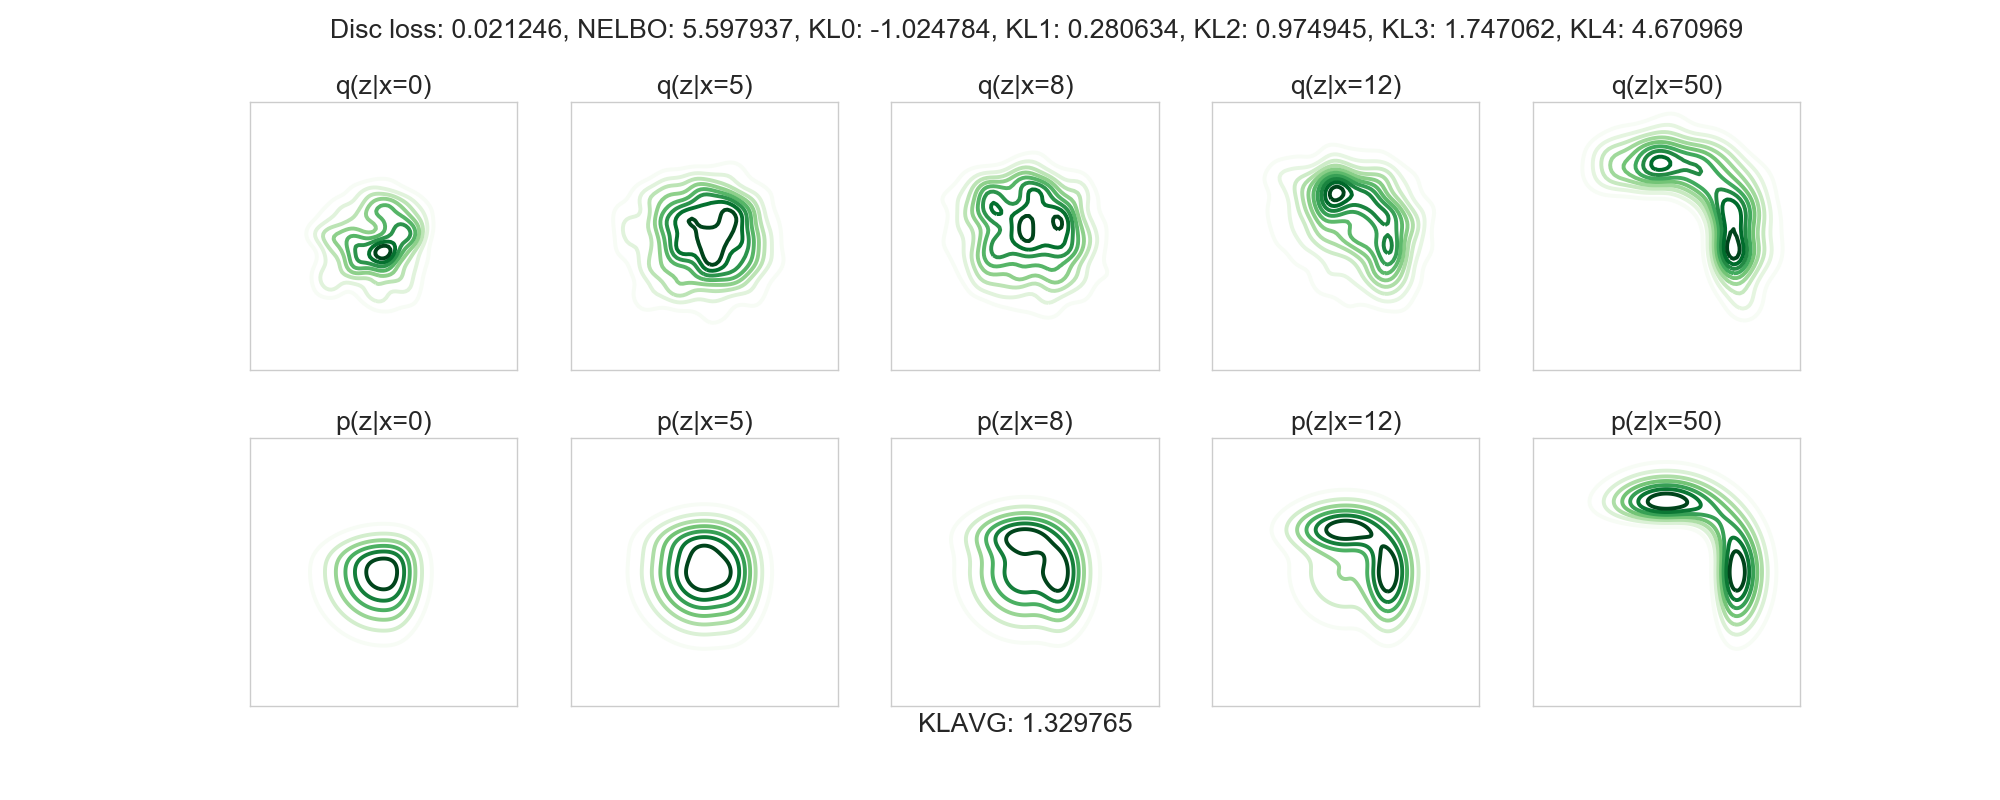 Disc loss: 0.021246, NELBO: 5.597937, KL0: -1.024784, KL1: 0.280634, KL2: 0.974945, KL3: 1.747062, KL4: 4.670969
q(z|x=0)
q(z|x=5)
q(z|x=8)
q(z|x=12)
q(z|x=50)
p(z|x=0)
p(z|x=5)
p(z|x=8)
p(z|x=12)
p(z|x=50)
KLAVG: 1.329765